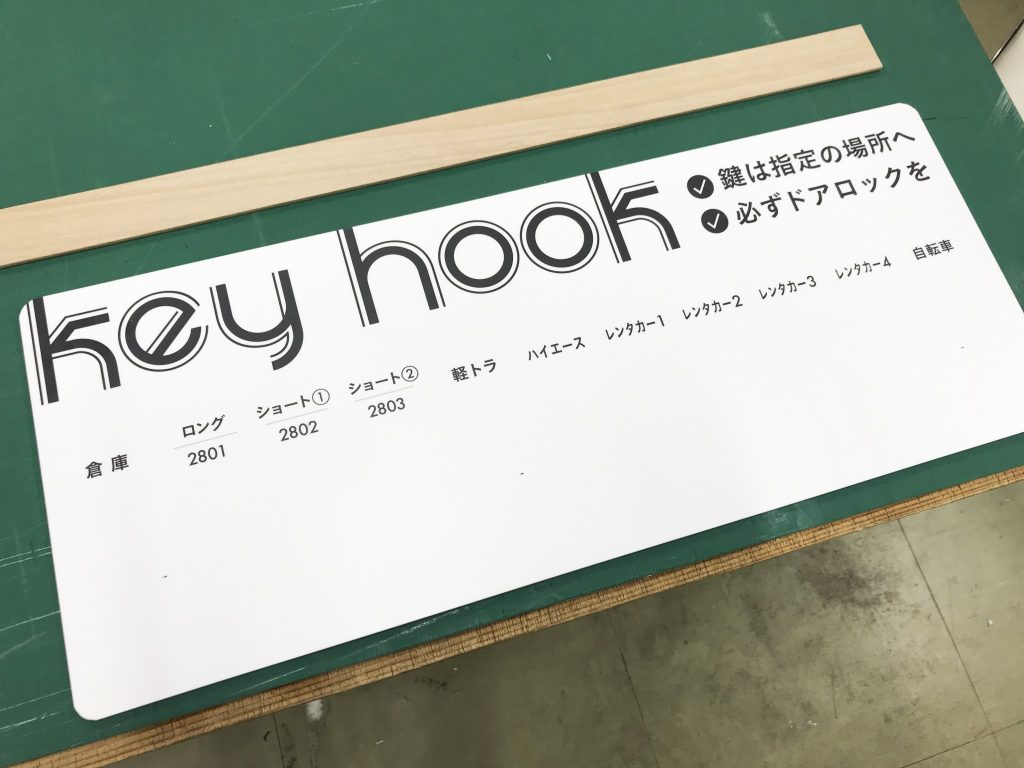 key hook
鍵は指定の場所へ
必ずドアロックを
倉庫
ロング
2801
ショート①
2802
ショート②
2803
軽トラ
ハイエース
レンタカー1
レンタカー2
レンタカー3
レンタカー4
自転車